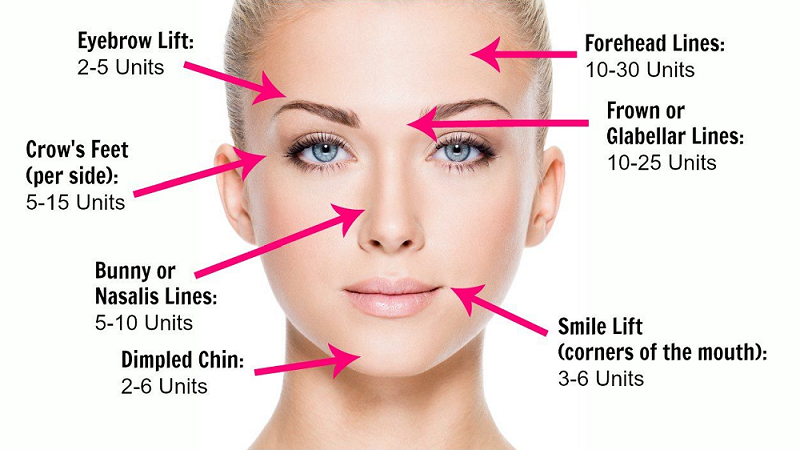 Eyebrow Lift:
2-5 Units
Forehead Lines:
10-30 Units
Frown or
Glabellar Lines:
10-25 Units
Crow's Feet
(per side):
5-15 Units
Bunny or
Nasalis Lines:
5-10 Units
Smile Lift
(corners of the mouth):
3-6 Units
Dimpled Chin:
2-6 Units